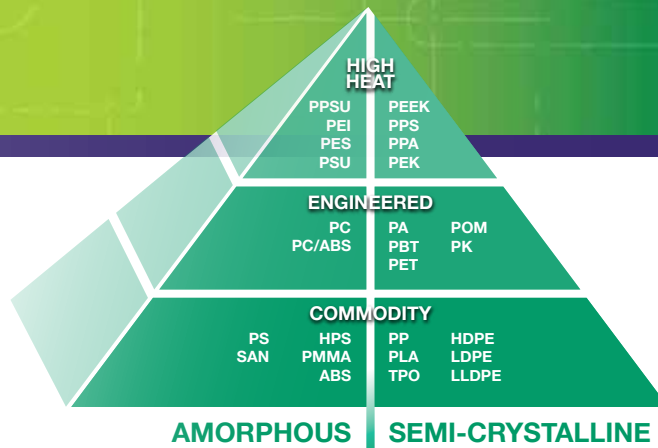 HIGH
HEAT
PPSU PEEK
PEI PPS
PES PPA
PSU PEK
ENGINEERED
PC PA POM
PC/ABS PBT PK
PET
COMMODITY
PS HPS PP HDPE
SAN PMMA PLA LDPE
ABS TPO LLDPE
AMORPHOUS SEMI-CRYSTALLINE